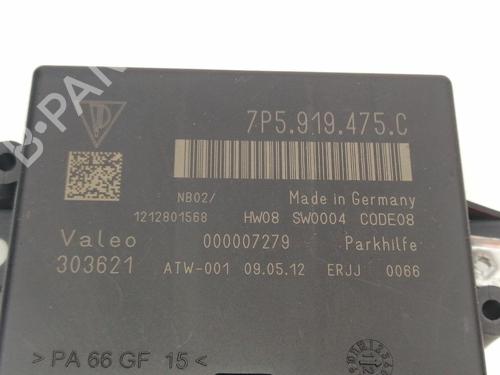 7P5.919.475.C
NB02/ Made in Germany
1212801568 HW08 SW0004 CODE08
Valeo 000007279 Parkhilfe
303621 ATW-001 09.05.12 ERJJ 0066
>PA 66 GF 15<